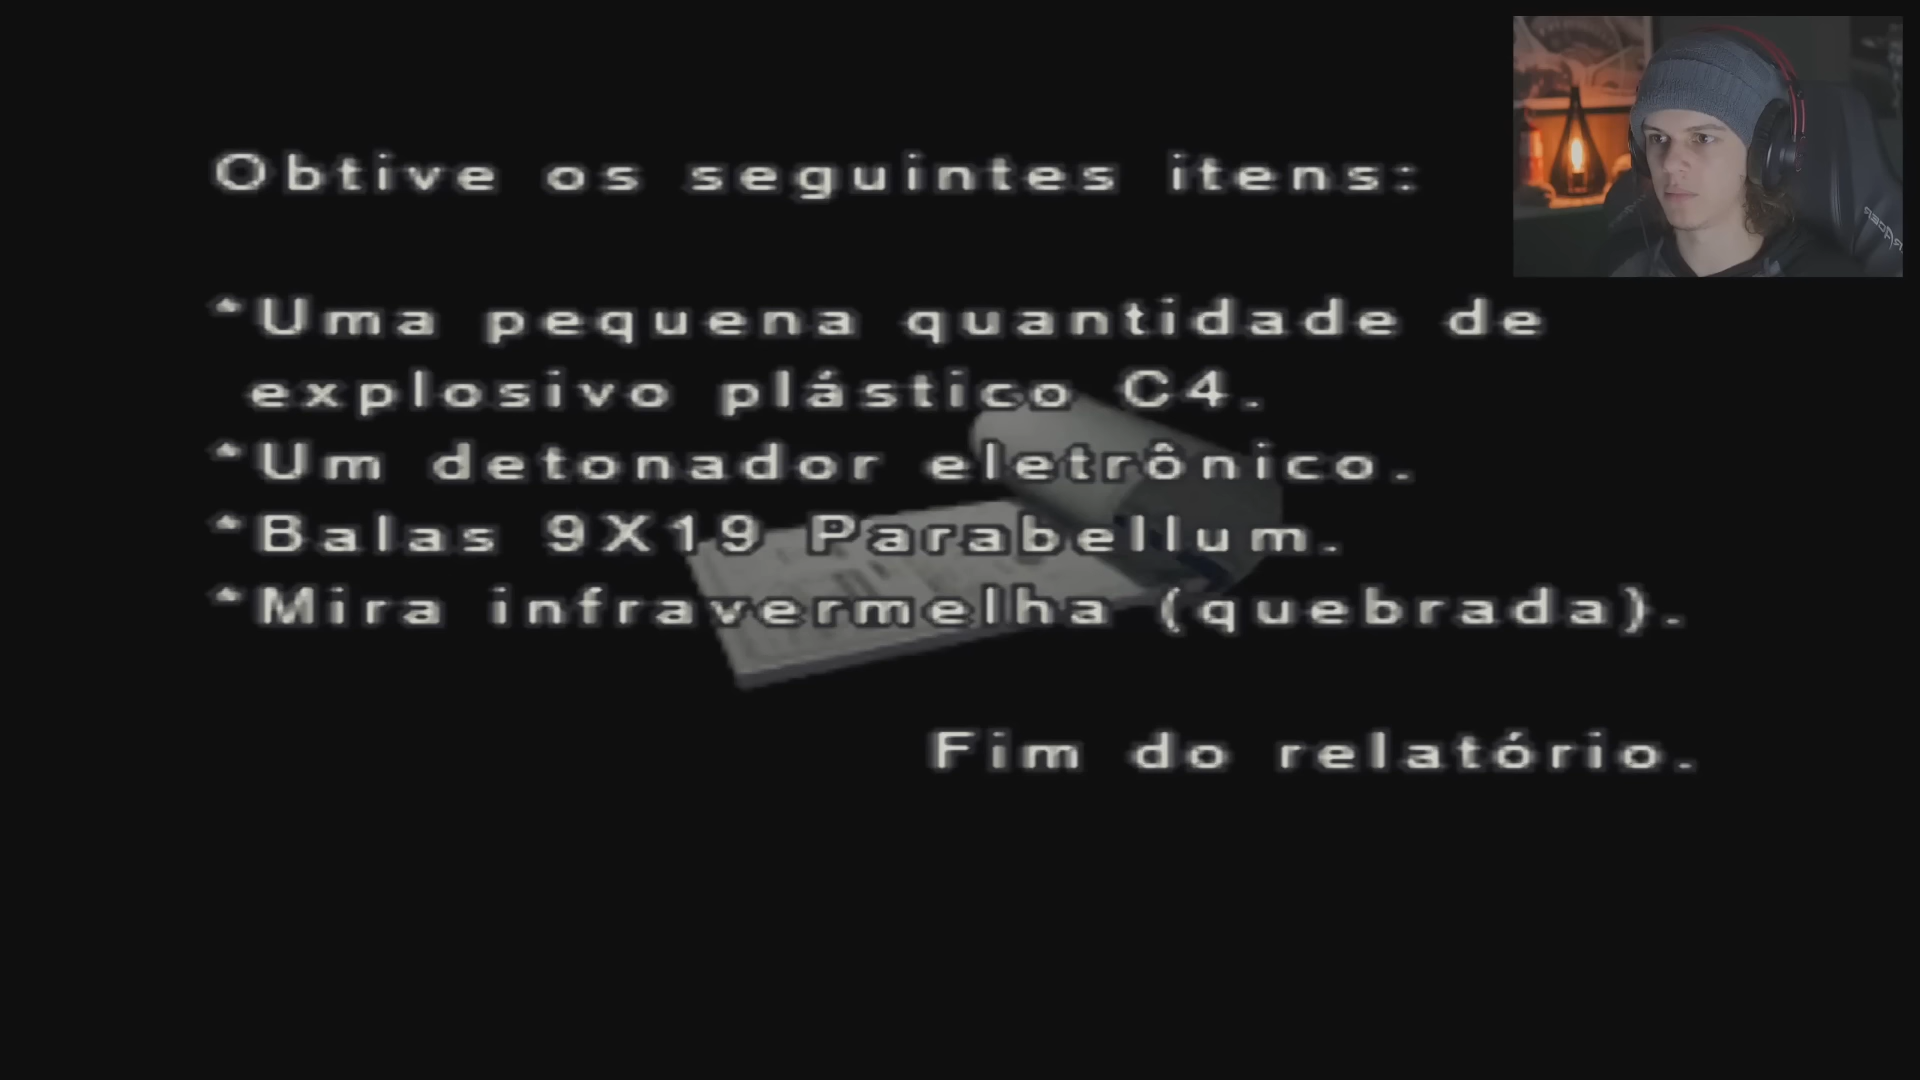 Obtive os seguintes itens:
*Uma pequena quantidade de
explosivo plástico C4.
*Um detonador eletrônico.
*Balas 9X19 Parabellum.
*Mira infravermelha (quebrada).
Fim do relatório.